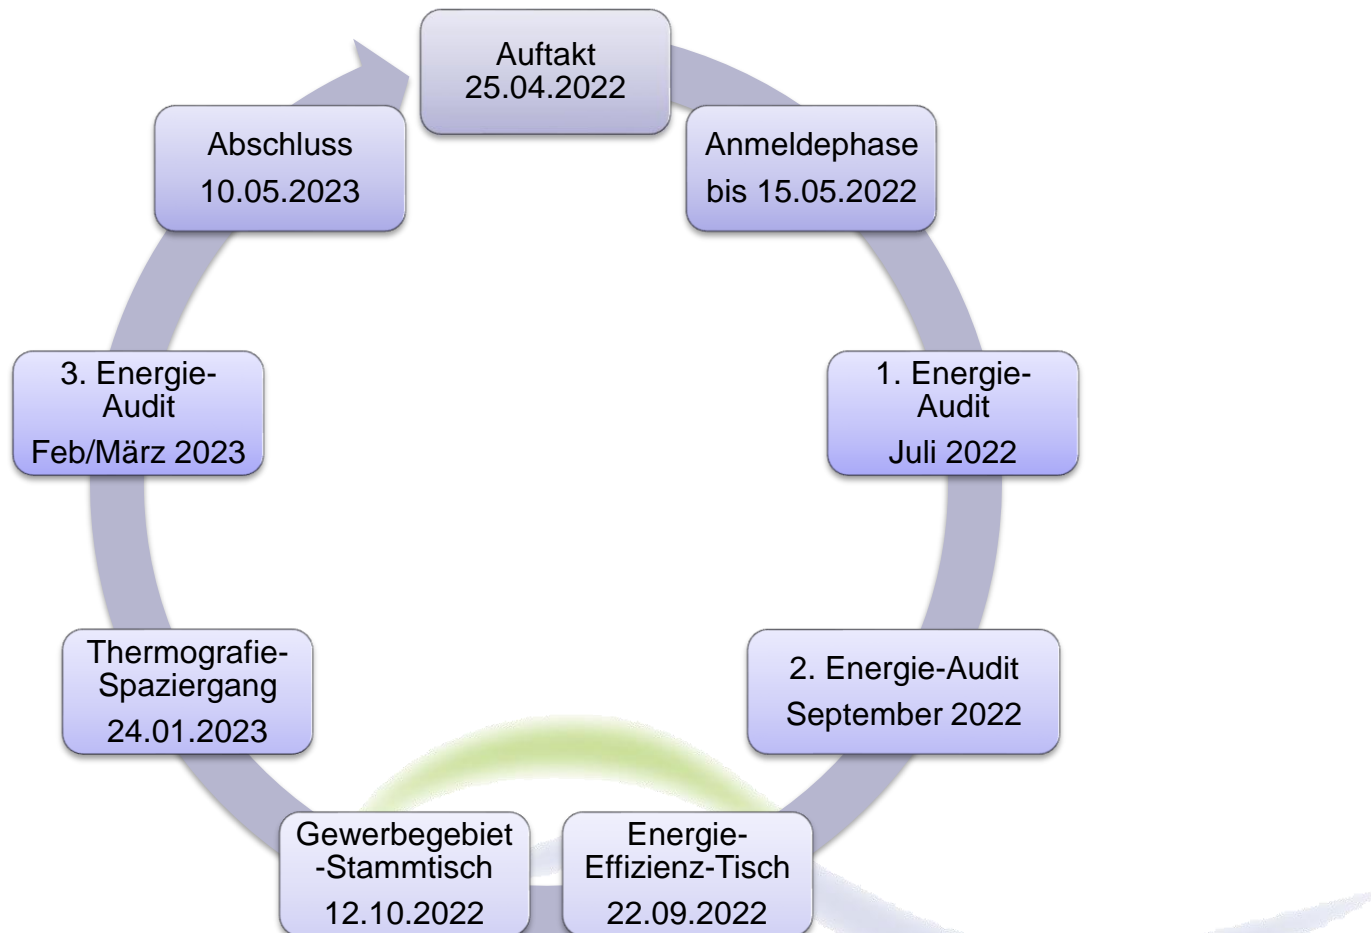 Auftakt
25.04.2022
Anmeldephase
bis 15.05.2022
1. Energie-
Audit
Juli 2022
2. Energie-Audit
September 2022
Energie-
Effizienz-Tisch
22.09.2022
Gewerbegebiet
-Stammtisch
12.10.2022
Thermografie-
Spaziergang
24.01.2023
3. Energie-
Audit
Feb/März 2023
Abschluss
10.05.2023